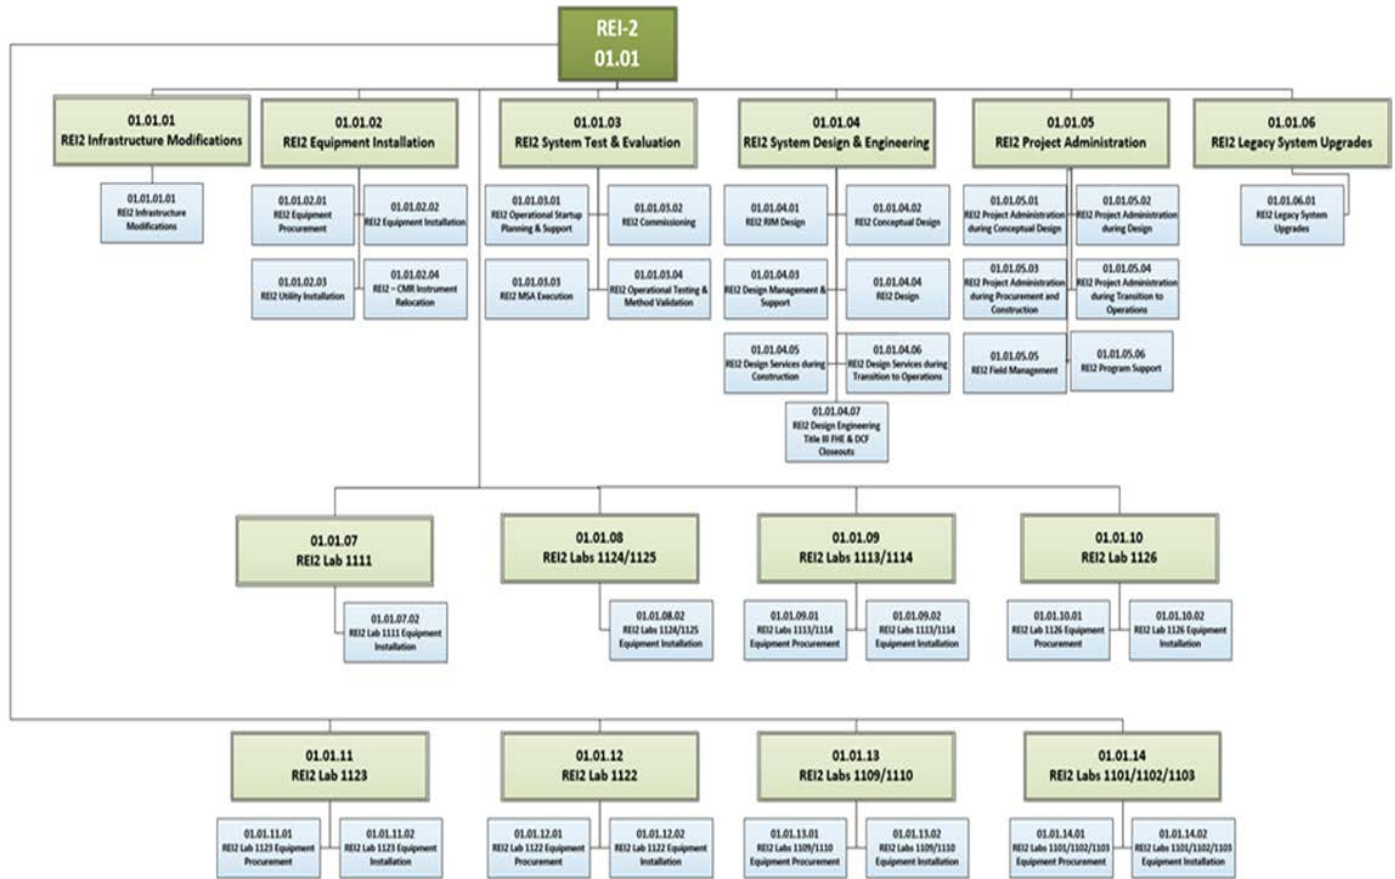 REI-2
01.01
01.01.01
REI2 Infrastructure Modifications
01.01.02
REI2 Equipment Installation
01.01.03
REI2 System Test & Evaluation
01.01.04
REI2 System Design & Engineering
01.01.05
REI2 Project Administration
01.01.06
REI2 Legacy System Upgrades
01.01.01.01
REI2 Infrastructure
Modifications
01.01.02.01
REI2 Equipment
Procurement
01.01.02.02
REI2 Equipment Installation
01.01.02.03
REI2 Utility Installation
01.01.02.04
REI2 – CMR Instrument
Relocation
01.01.03.01
REI2 Operational Startup
Planning & Support
01.01.03.02
REI2 Commissioning
01.01.03.03
REI2 MSA Execution
01.01.03.04
REI2 Operational Testing &
Method Validation
01.01.04.01
REI2 RIM Design
01.01.04.02
REI2 Conceptual Design
01.01.04.03
REI2 Design Management &
Support
01.01.04.04
REI2 Design
01.01.04.05
REI2 Design Services during
Construction
01.01.04.06
REI2 Design Services during
Transition to Operations
01.01.04.07
REI2 Design Engineering
Title III FHE & DCF
Closeouts
01.01.05.01
REI2 Project Administration
during Conceptual Design
01.01.05.02
REI2 Project Administration
during Design
01.01.05.03
REI2 Project Administration
during Procurement and
Construction
01.01.05.04
REI2 Project Administration
during Transition to
Operations
01.01.05.05
REI2 Field Management
01.01.05.06
REI2 Program Support
01.01.06.01
REI2 Legacy System
Upgrades
01.01.07
REI2 Lab 1111
01.01.08
REI2 Labs 1124/1125
01.01.09
REI2 Labs 1113/1114
01.01.10
REI2 Lab 1126
01.01.07.02
REI2 Lab 1111 Equipment
Installation
01.01.08.02
REI2 Labs 1124/1125
Equipment Installation
01.01.09.01
REI2 Labs 1113/1114
Equipment Procurement
01.01.09.02
REI2 Labs 1113/1114
Equipment Installation
01.01.10.01
REI2 Lab 1126 Equipment
Procurement
01.01.10.02
REI2 Lab 1126 Equipment
Installation
01.01.11
REI2 Lab 1123
01.01.12
REI2 Lab 1122
01.01.13
REI2 Labs 1109/1110
01.01.14
REI2 Labs 1101/1102/1103
01.01.11.01
REI2 Lab 1123 Equipment
Procurement
01.01.11.02
REI2 Lab 1123 Equipment
Installation
01.01.12.01
REI2 Lab 1122 Equipment
Procurement
01.01.12.02
REI2 Lab 1122 Equipment
Installation
01.01.13.01
REI2 Labs 1109/1110
Equipment Procurement
01.01.13.02
REI2 Labs 1109/1110
Equipment Installation
01.01.14.01
REI2 Labs 1101/1102/1103
Equipment Procurement
01.01.14.02
REI2 Labs 1101/1102/1103
Equipment Installation